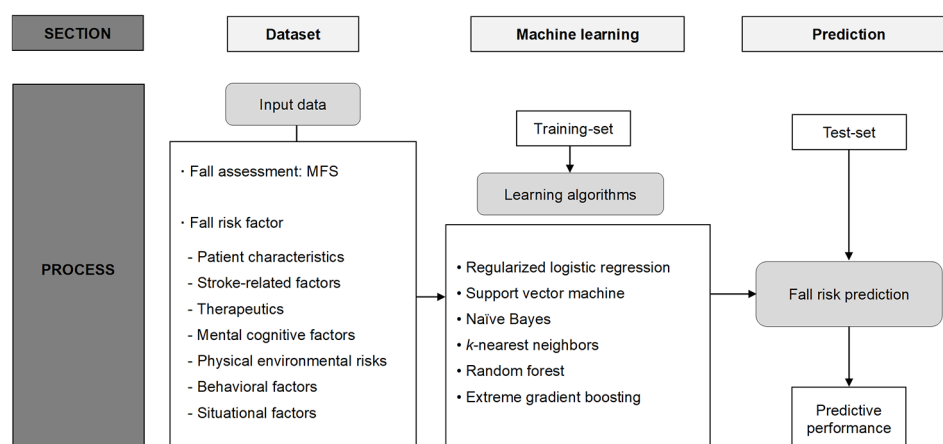 SECTION
Dataset
Machine learning
Prediction
PROCESS
Input data
· Fall assessment: MFS
· Fall risk factor
- Patient characteristics
- Stroke-related factors
- Therapeutics
- Mental cognitive factors
- Physical environmental risks
- Behavioral factors
- Situational factors
Training-set
Learning algorithms
• Regularized logistic regression
• Support vector machine
• Naïve Bayes
• k-nearest neighbors
• Random forest
• Extreme gradient boosting
Test-set
Fall risk prediction
Predictive
performance